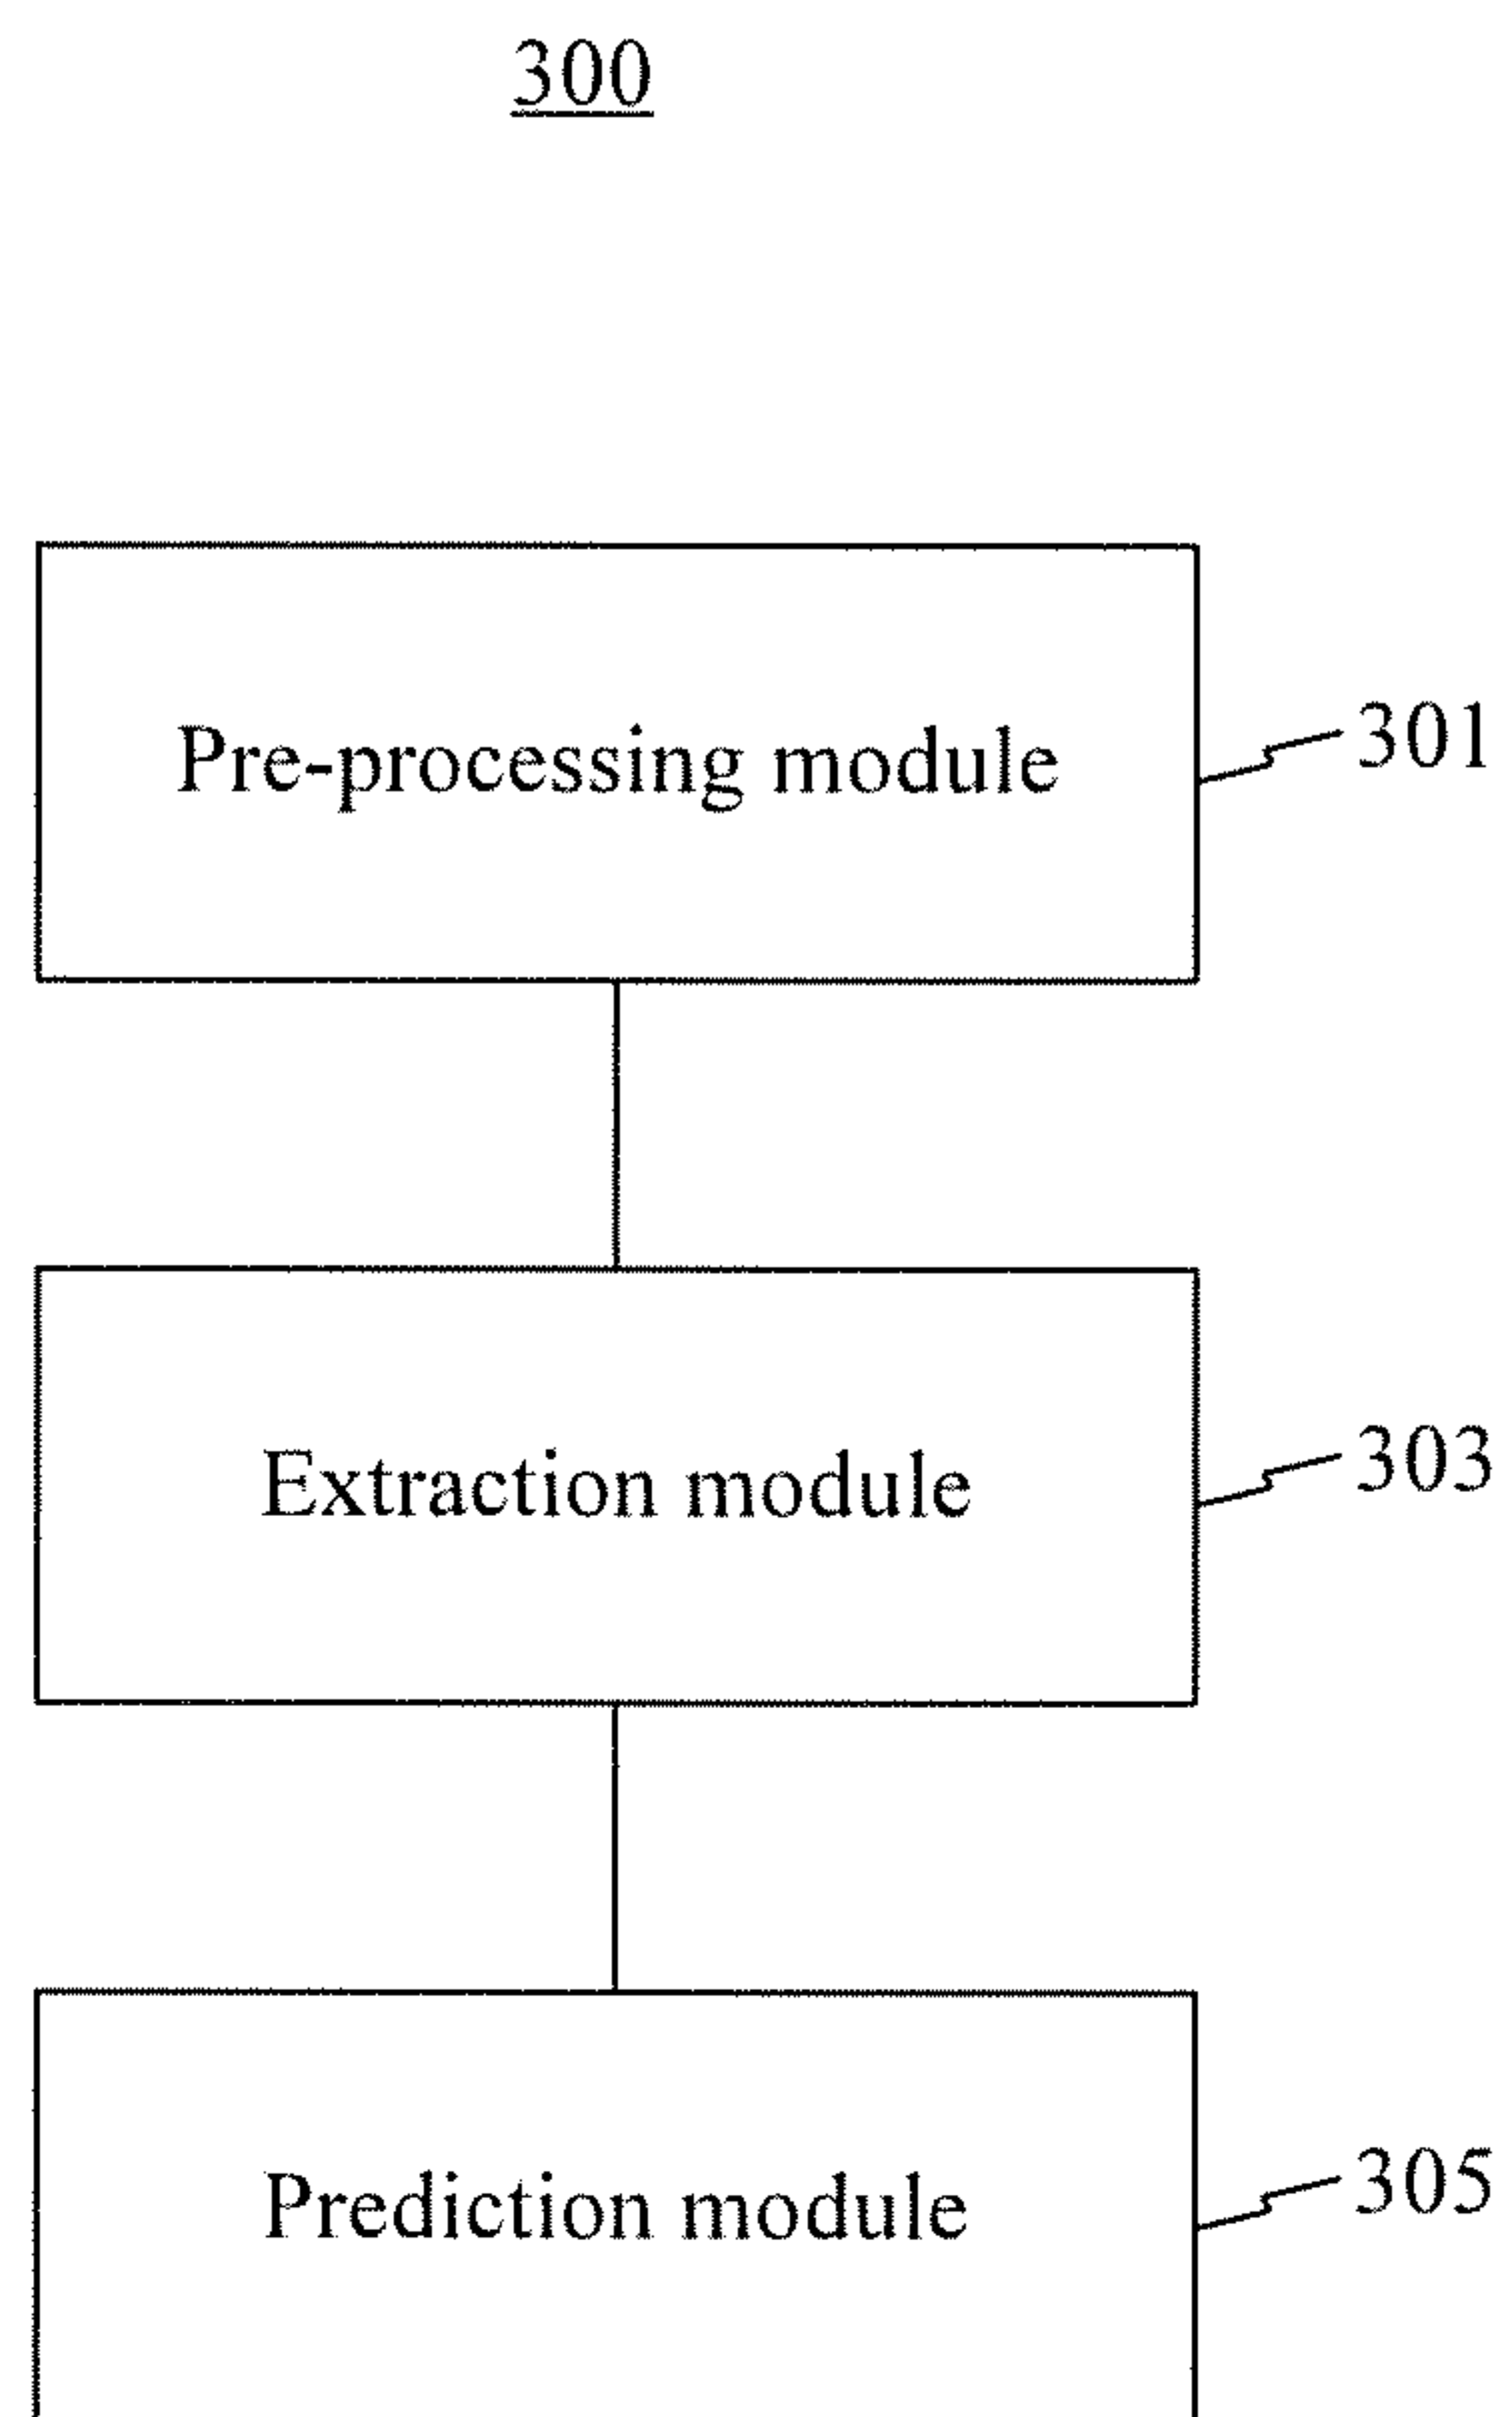 300
Pre-processing module
301
Extraction module
303
Prediction module
305